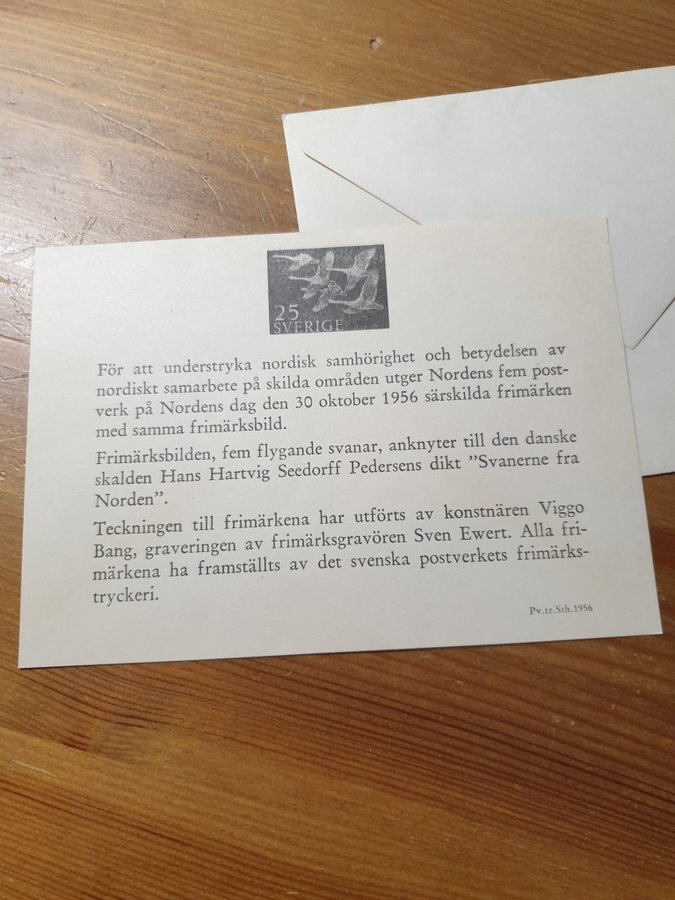 25
SVERIGE
För att understryka nordisk samhörighet och betydelsen av
nordiskt samarbete på skilda områden utger Nordens fem post-
verk på Nordens dag den 30 oktober 1956 särskilda frimärken
med samma frimärksbild.
Frimärksbilden, fem flygande svanar, anknyter till den danske
skalden Hans Hartvig Seedorff Pedersens dikt ”Svanerne fra
Norden”.
Teckningen till frimärkena har utförts av konstnären Viggo
Bang, graveringen av frimärksgravören Sven Ewert. Alla fri-
märkena ha framställts av det svenska postverkets frimärks-
tryckeri.
Pv.tr.Sth.1956